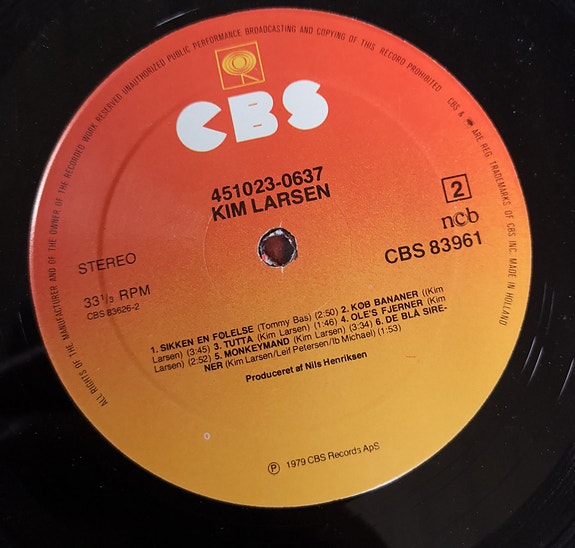 ALL RIGHTS OF THE MANUFACTURER AND OF THE OWNER OF THE RECORDED WORK RESERVED UNAUTHORIZED PUBLIC PERFORMANCE BROADCASTING AND COPYING OF THIS RECORD PROHIBITED
CBS & ARE REG. TRADEMARKS OF CBS INC. MADE IN HOLLAND
CBS
451023-0637
KIM LARSEN
2
ncb
CBS 83961
STEREO
33⅓ RPM
CBS 83626-2
1. SIKKEN EN FOLELSE (Tommy Bas) (2:50) 2. KØB BANANER ((Kim
Larsen) (3:45) 3. TUTTA (Kim Larsen) (1:46) 4. OLE'S FJERNER (Kim
Larsen) (2:52) 5. MONKEYMAND (Kim Larsen) (3:34) 6. DE BLÅ SIRE-
NER (Kim Larsen/Leif Petersen/Ib Michael) (1:53)
Produceret af Nils Henriksen
℗ 1979 CBS Records ApS